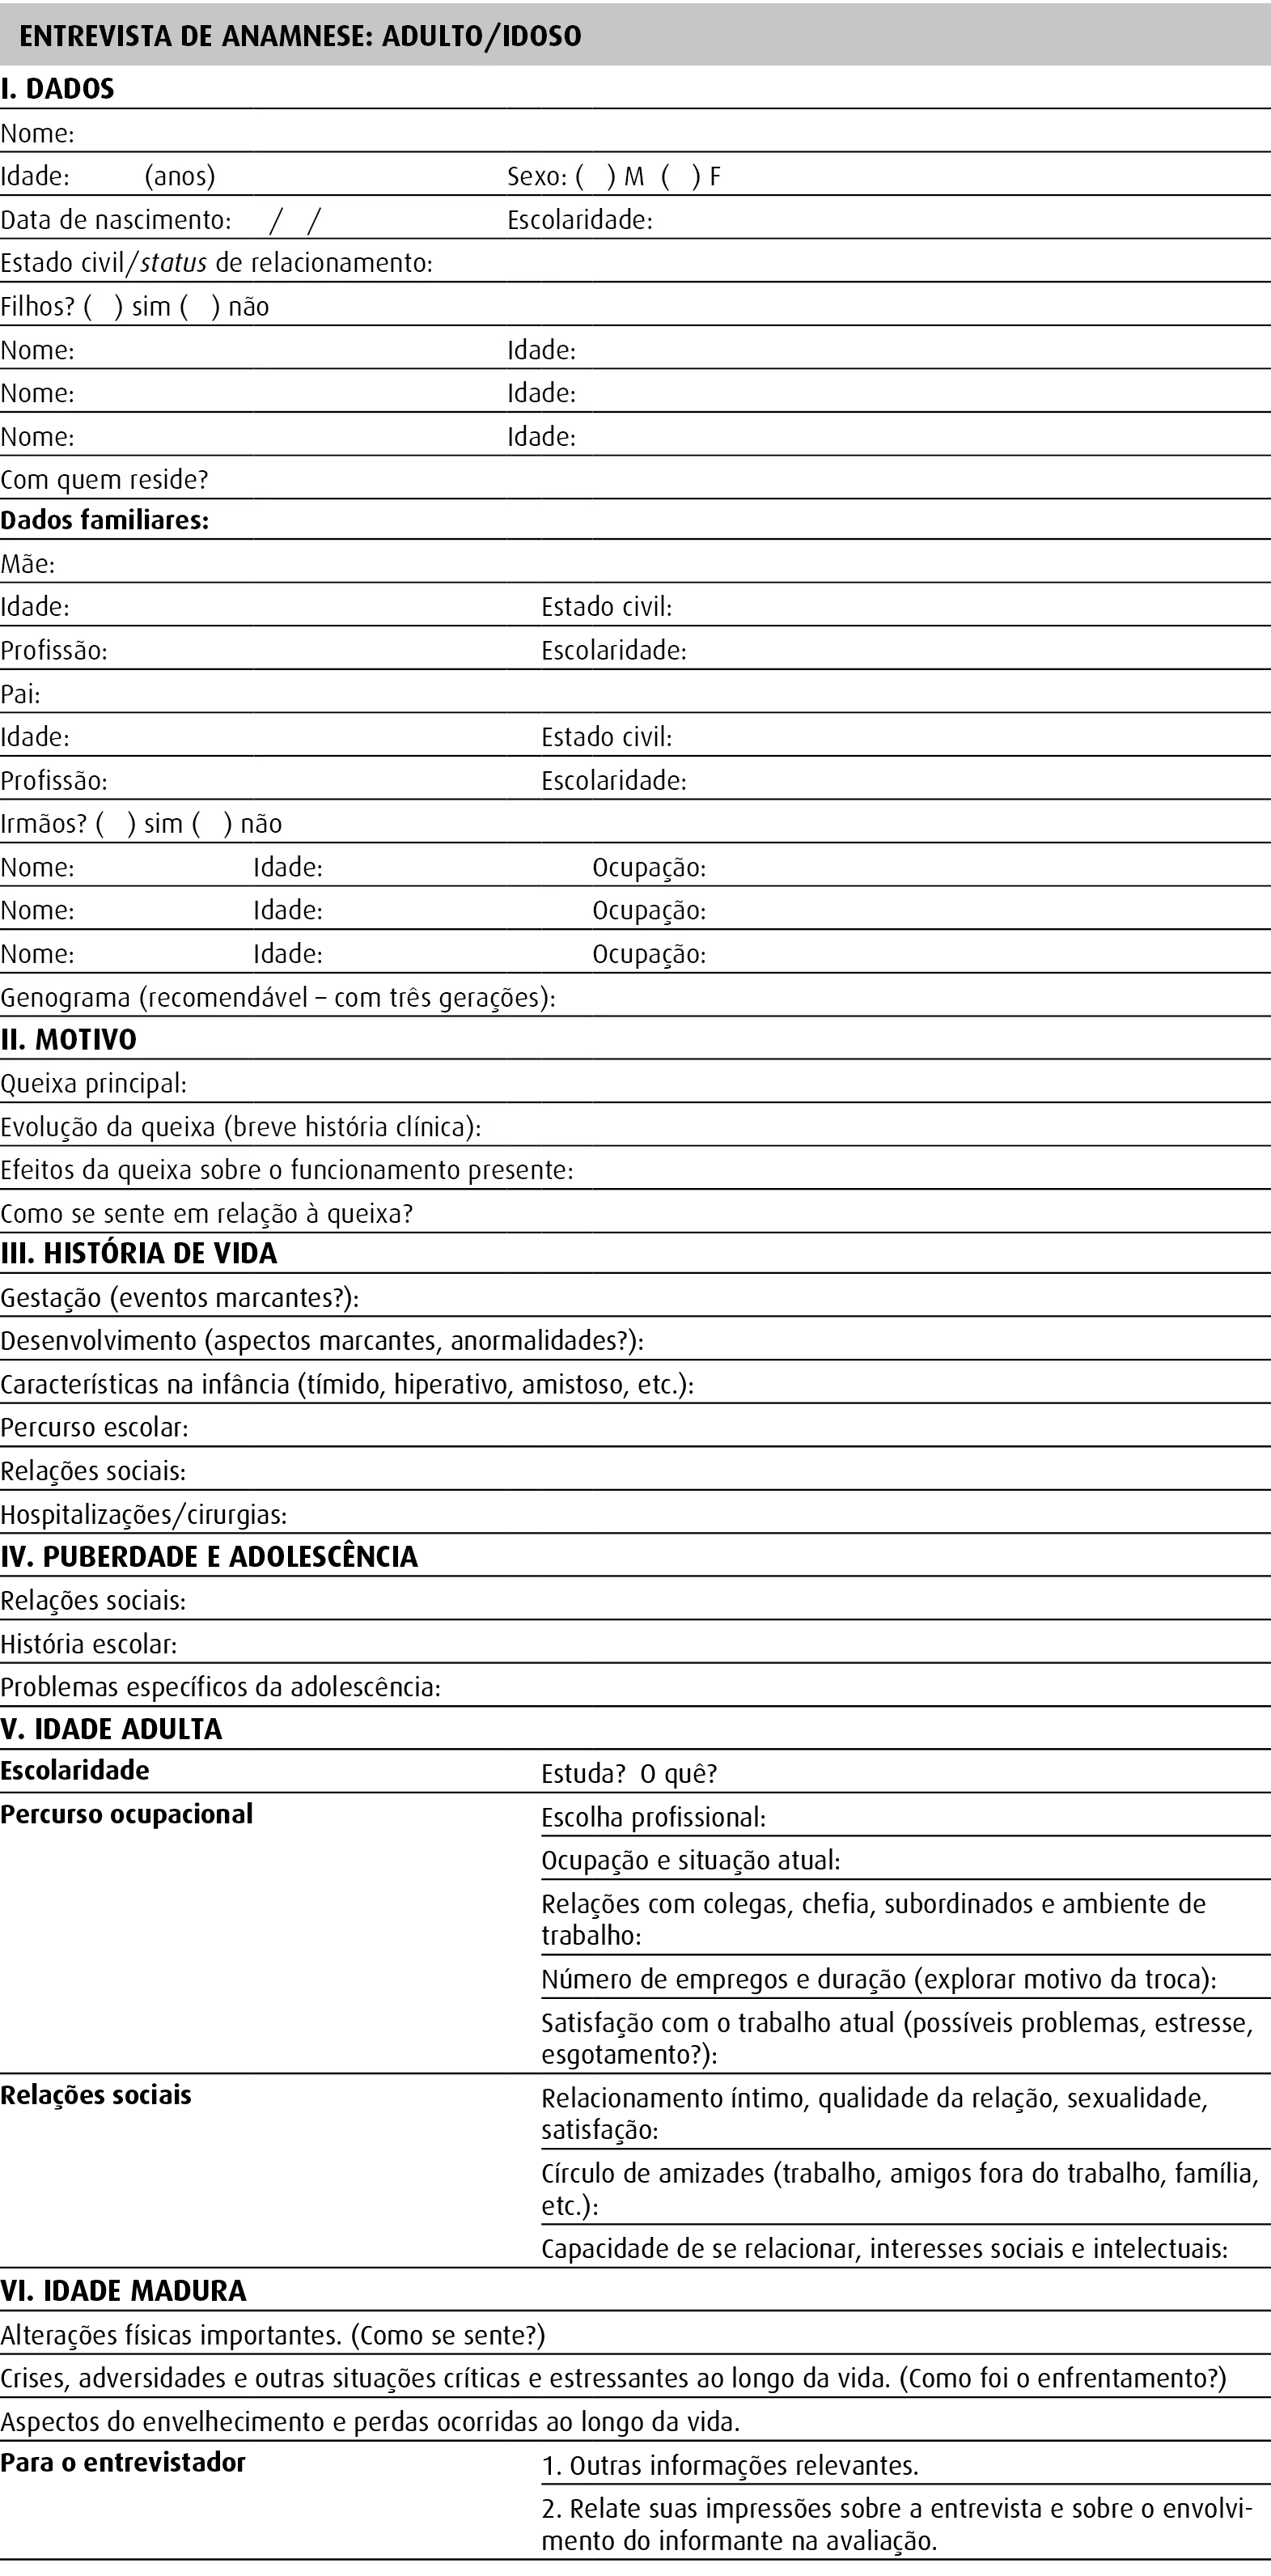 ENTREVISTA DE ANAMNESE: ADULTO/IDOSO
I. DADOS
Nome:
Idade: (anos) Sexo: ( ) M ( ) F
Data de nascimento: / / Escolaridade:
Estado civil/status de relacionamento:
Filhos? ( ) sim ( ) não
Nome: Idade:
Nome: Idade:
Nome: Idade:
Com quem reside?
Dados familiares:
Mãe:
Idade: Estado civil:
Profissão: Escolaridade:
Pai:
Idade: Estado civil:
Profissão: Escolaridade:
Irmãos? ( ) sim ( ) não
Nome: Idade: Ocupação:
Nome: Idade: Ocupação:
Nome: Idade: Ocupação:
Genograma (recomendável – com três gerações):
II. MOTIVO
Queixa principal:
Evolução da queixa (breve história clínica):
Efeitos da queixa sobre o funcionamento presente:
Como se sente em relação à queixa?
III. HISTÓRIA DE VIDA
Gestação (eventos marcantes?):
Desenvolvimento (aspectos marcantes, anormalidades?):
Características na infância (tímido, hiperativo, amistoso, etc.):
Percurso escolar:
Relações sociais:
Hospitalizações/cirurgias:
IV. PUBERDADE E ADOLESCÊNCIA
Relações sociais:
História escolar:
Problemas específicos da adolescência:
V. IDADE ADULTA
Escolaridade Estuda? O quê?
Percurso ocupacional Escolha profissional:
Ocupação e situação atual:
Relações com colegas, chefia, subordinados e ambiente de
trabalho:
Número de empregos e duração (explorar motivo da troca):
Satisfação com o trabalho atual (possíveis problemas, estresse,
esgotamento?):
Relações sociais Relacionamento íntimo, qualidade da relação, sexualidade,
satisfação:
Círculo de amizades (trabalho, amigos fora do trabalho, família,
etc.):
Capacidade de se relacionar, interesses sociais e intelectuais:
VI. IDADE MADURA
Alterações físicas importantes. (Como se sente?)
Crises, adversidades e outras situações críticas e estressantes ao longo da vida. (Como foi o enfrentamento?)
Aspectos do envelhecimento e perdas ocorridas ao longo da vida.
Para o entrevistador 1. Outras informações relevantes.
2. Relate suas impressões sobre a entrevista e sobre o envolvi-
mento do informante na avaliação.